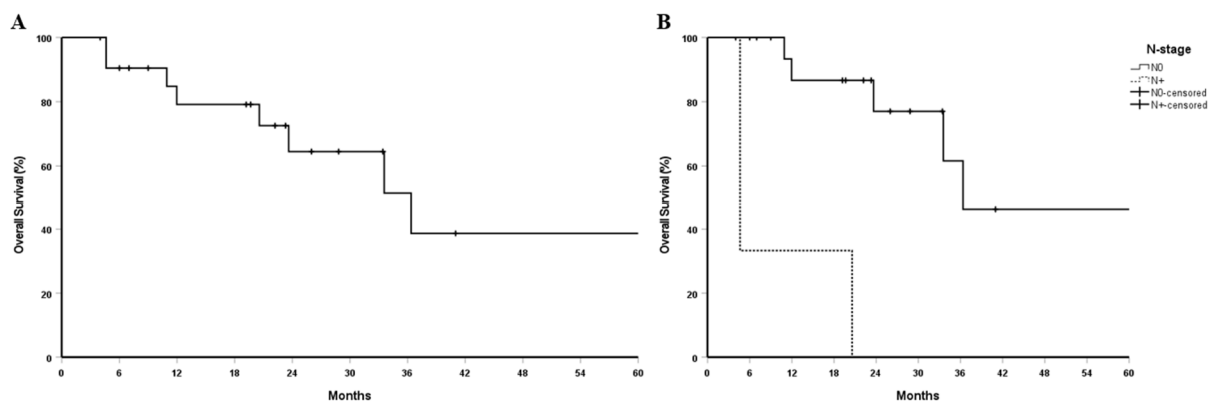 A
100
80
60
40
20
0
Overall Survival (%)
0 6 12 18 24 30 36 42 48 54 60
Months
B
100
80
60
40
20
0
Overall Survival (%)
0 6 12 18 24 30 36 42 48 54 60
Months
N-stage
N0
N+
N0-censored
N+-censored